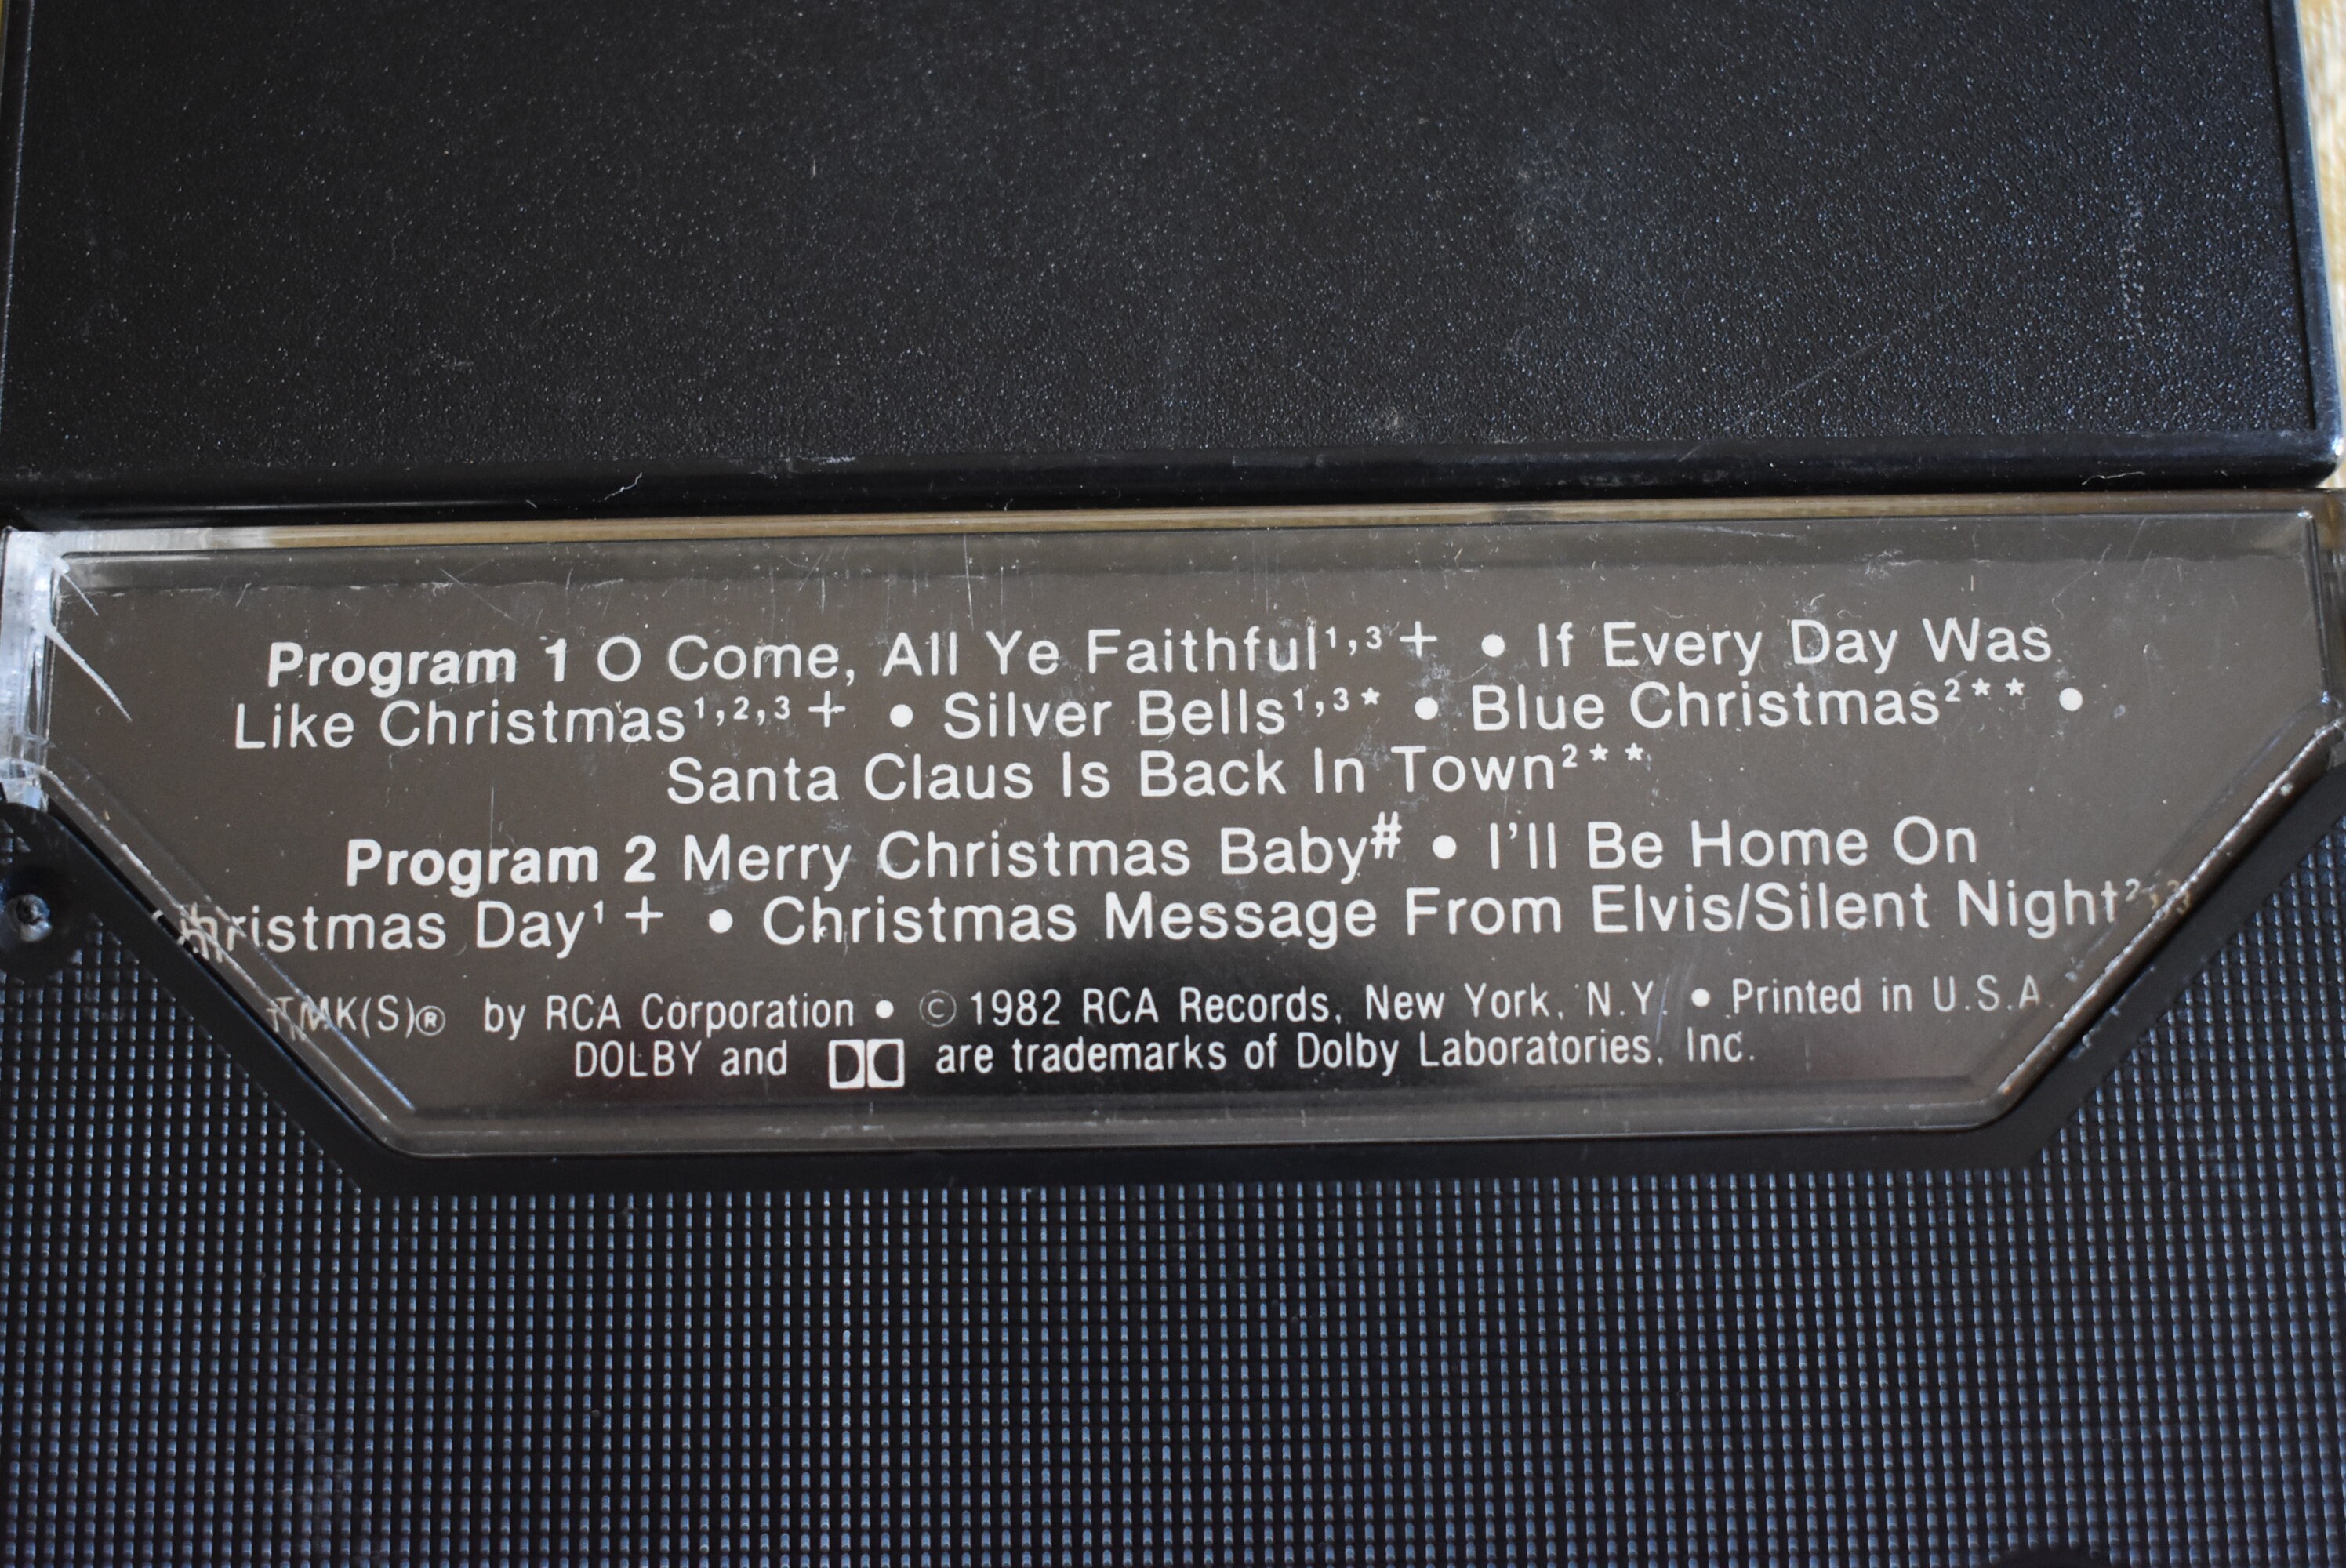 Program 1 O Come, All Ye Faithful¹,³ + • If Every Day Was
Like Christmas¹,²,³ + • Silver Bells¹,³* • Blue Christmas²** •
Santa Claus Is Back In Town²**
Program 2 Merry Christmas Baby# • I'll Be Home On
Christmas Day¹ + • Christmas Message From Elvis/Silent Night²,³
TMK(S)® by RCA Corporation • © 1982 RCA Records, New York, N.Y. • Printed in U.S.A.
DOLBY and are trademarks of Dolby Laboratories, Inc.